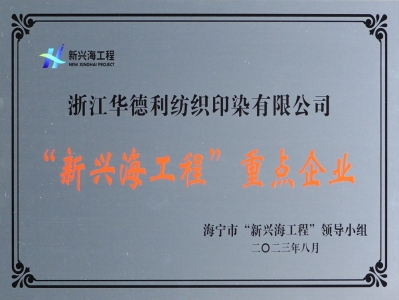 新兴海工程
NEW XINGHAI PROJECT
浙江华德利纺织印染有限公司
“新兴海工程”重点企业
海宁市“新兴海工程”领导小组
二〇二三年八月